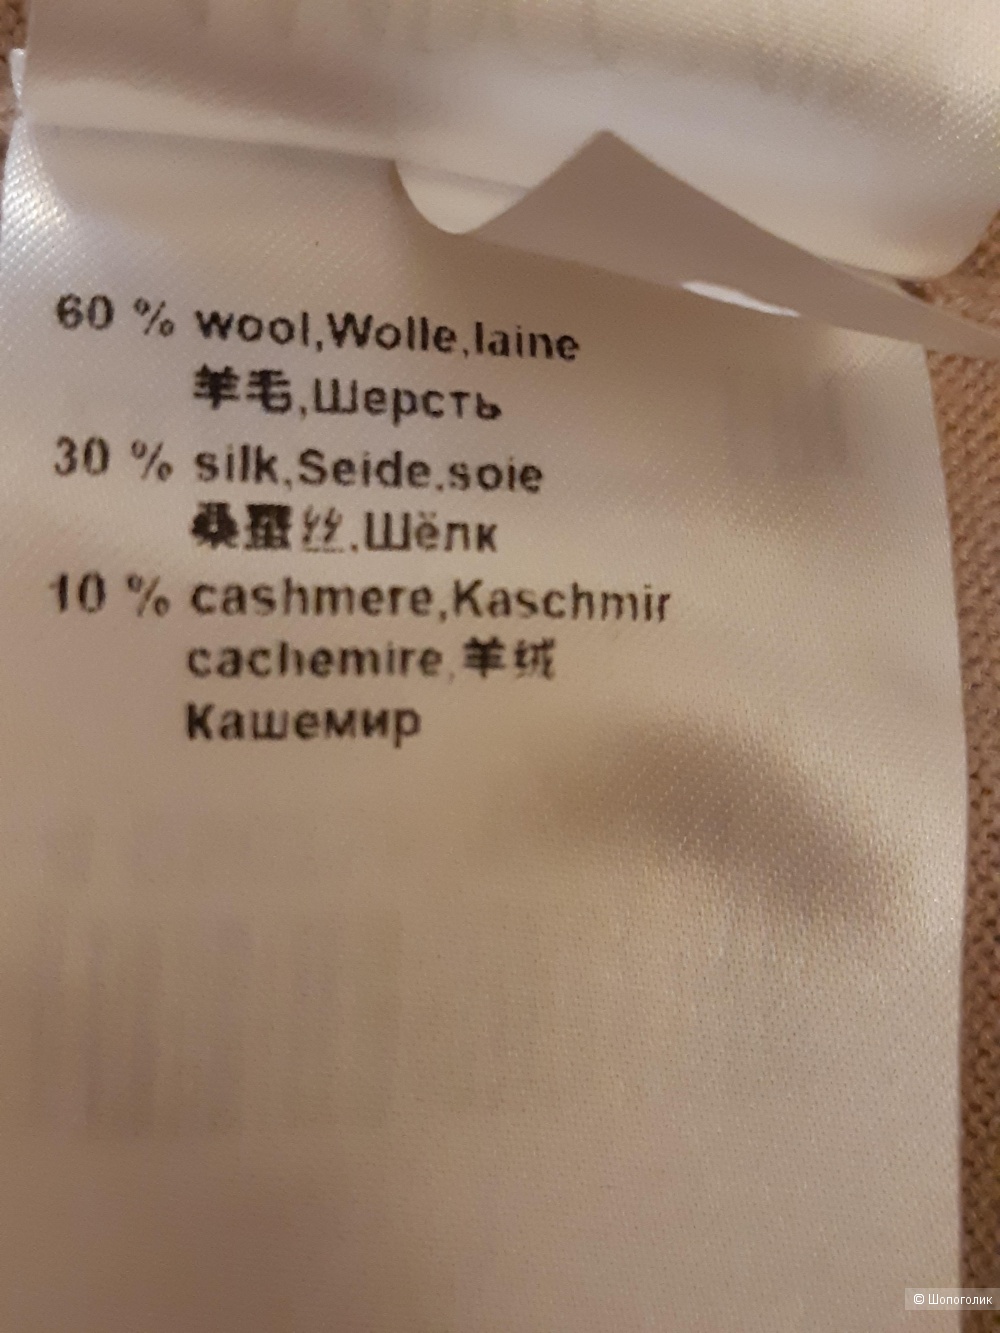 60 % wool,Wolle,laine
羊毛,Шерсть
30 % silk,Seide,soie
桑蚕丝,Шёлк
10 % cashmere,Kaschmir
cachemire,羊绒
Кашемир
© Шопоголик